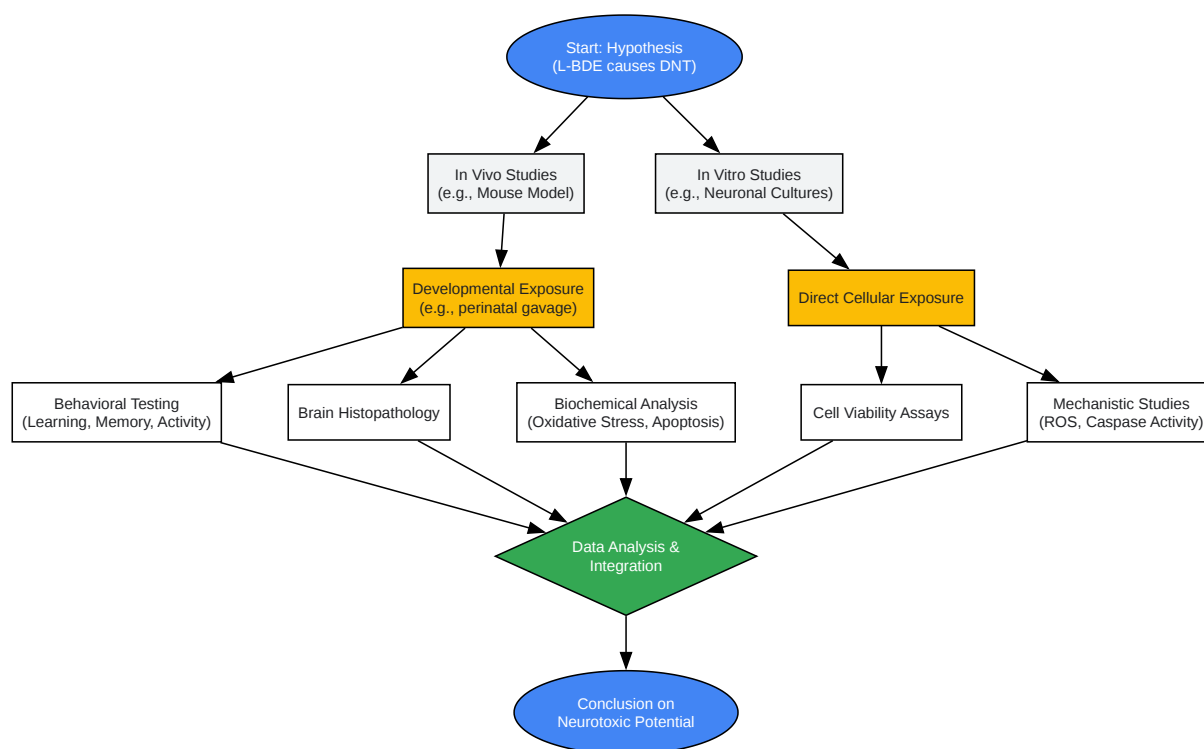 Start: Hypothesis
(L-BDE causes DNT)
In Vivo Studies
(e.g., Mouse Model)
In Vitro Studies
(e.g., Neuronal Cultures)
Developmental Exposure
(e.g., perinatal gavage)
Direct Cellular Exposure
Behavioral Testing
(Learning, Memory, Activity)
Brain Histopathology
Biochemical Analysis
(Oxidative Stress, Apoptosis)
Cell Viability Assays
Mechanistic Studies
(ROS, Caspase Activity)
Data Analysis &
Integration
Conclusion on
Neurotoxic Potential